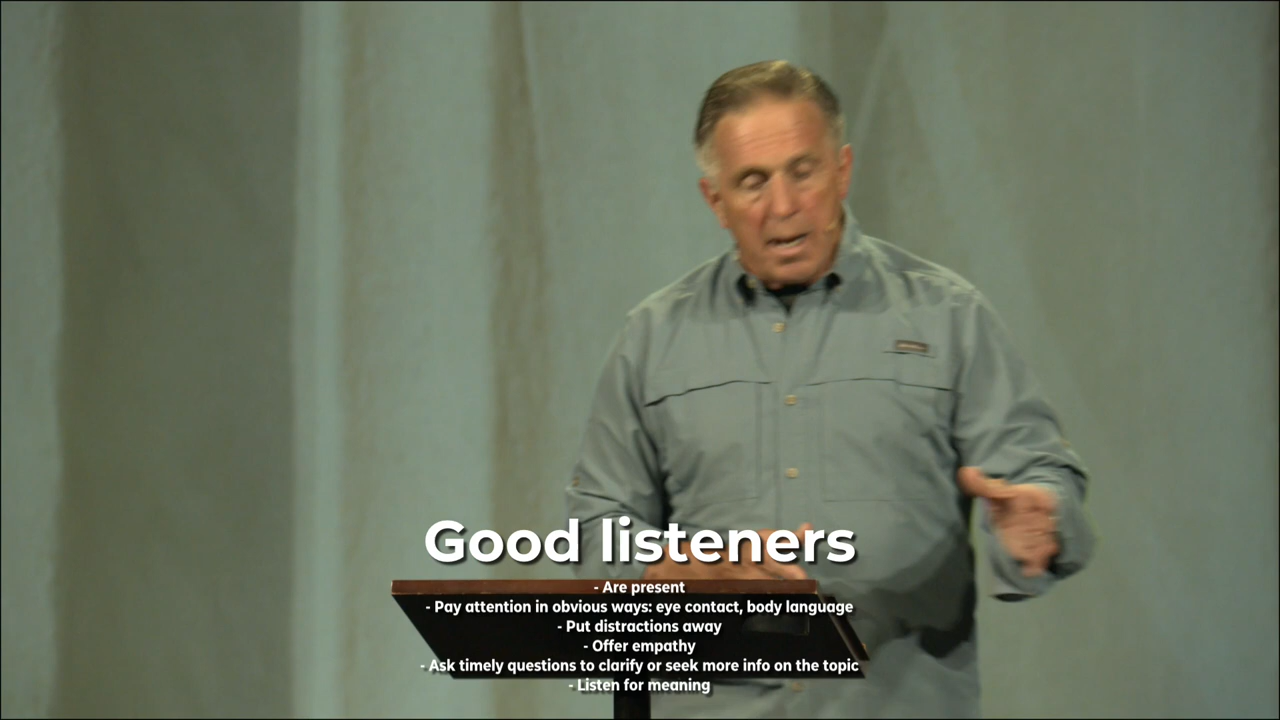 Good listeners
- Are present
- Pay attention in obvious ways: eye contact, body language
- Put distractions away
- Offer empathy
- Ask timely questions to clarify or seek more info on the topic
- Listen for meaning